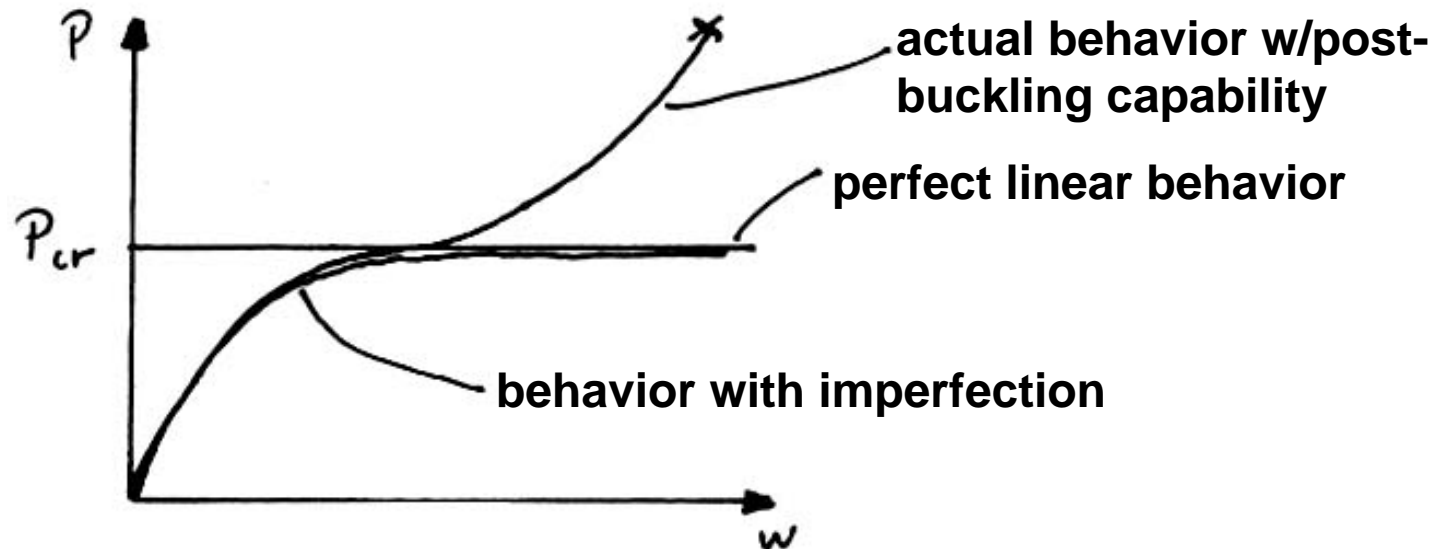 P
actual behavior w/post-
buckling capability
perfect linear behavior
Pcr
behavior with imperfection
w